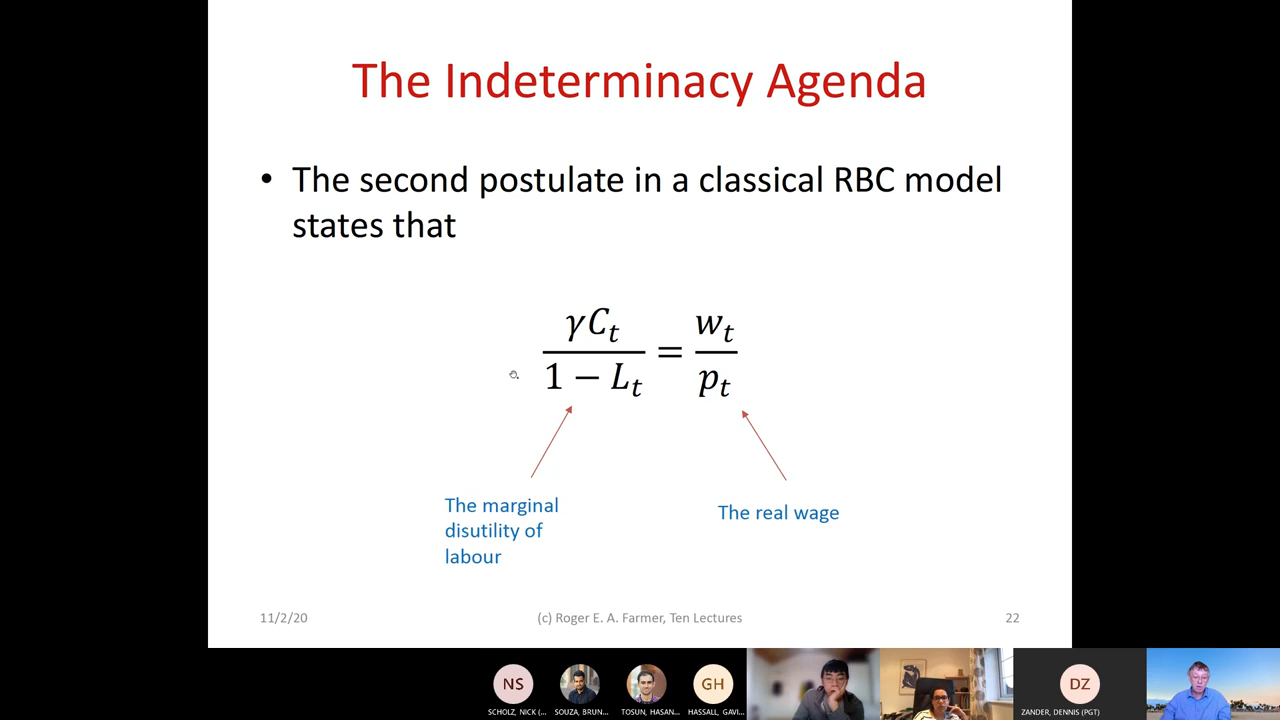 The Indeterminacy Agenda
• The second postulate in a classical RBC model
states that
γC_t / (1 − L_t) = w_t / p_t
The marginal
disutility of
labour
The real wage
11/2/20
(c) Roger E. A. Farmer, Ten Lectures
22
NS
GH
DZ
SCHOLZ, NICK (...
SOUZA, BRUN...
TOSUN, HASAN...
HASSALL, GAVI...
ZANDER, DENNIS (PGT)